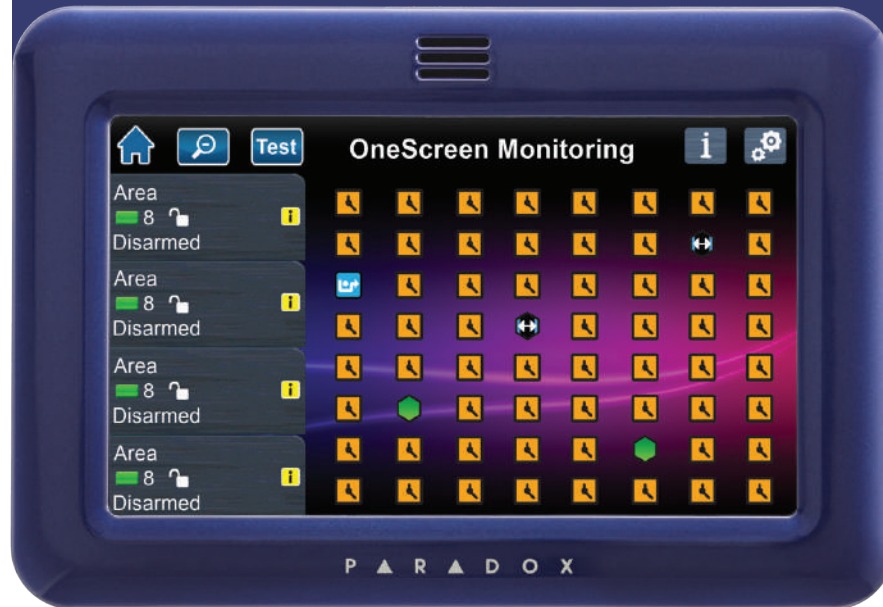 Test
OneScreen Monitoring
i
Area
8
i
Disarmed
Area
8
i
Disarmed
Area
8
i
Disarmed
Area
8
i
Disarmed
PARADOX